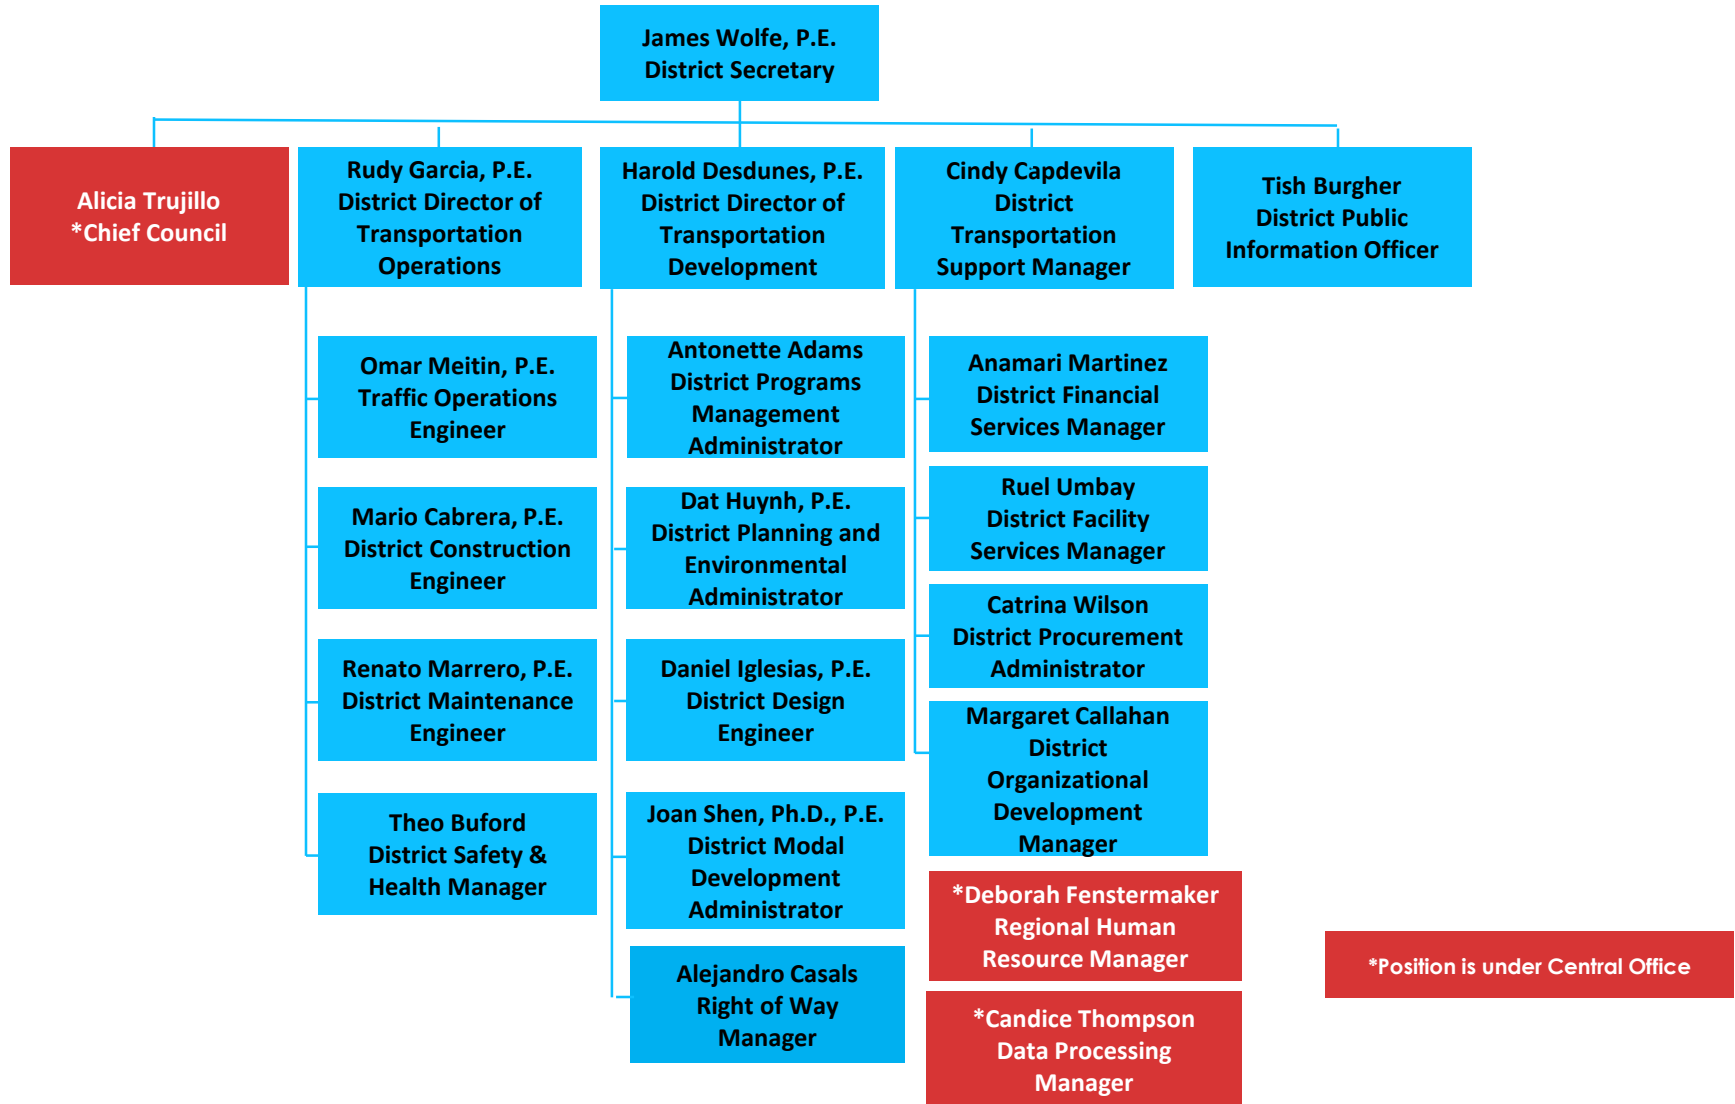 James Wolfe, P.E.
District Secretary
Alicia Trujillo
*Chief Council
Rudy Garcia, P.E.
District Director of
Transportation
Operations
Harold Desdunes, P.E.
District Director of
Transportation
Development
Cindy Capdevila
District
Transportation
Support Manager
Tish Burgher
District Public
Information Officer
Omar Meitin, P.E.
Traffic Operations
Engineer
Mario Cabrera, P.E.
District Construction
Engineer
Renato Marrero, P.E.
District Maintenance
Engineer
Theo Buford
District Safety &
Health Manager
Antonette Adams
District Programs
Management
Administrator
Dat Huynh, P.E.
District Planning and
Environmental
Administrator
Daniel Iglesias, P.E.
District Design
Engineer
Joan Shen, Ph.D., P.E.
District Modal
Development
Administrator
Alejandro Casals
Right of Way
Manager
Anamari Martinez
District Financial
Services Manager
Ruel Umbay
District Facility
Services Manager
Catrina Wilson
District Procurement
Administrator
Margaret Callahan
District
Organizational
Development
Manager
*Deborah Fenstermaker
Regional Human
Resource Manager
*Candice Thompson
Data Processing
Manager
*Position is under Central Office